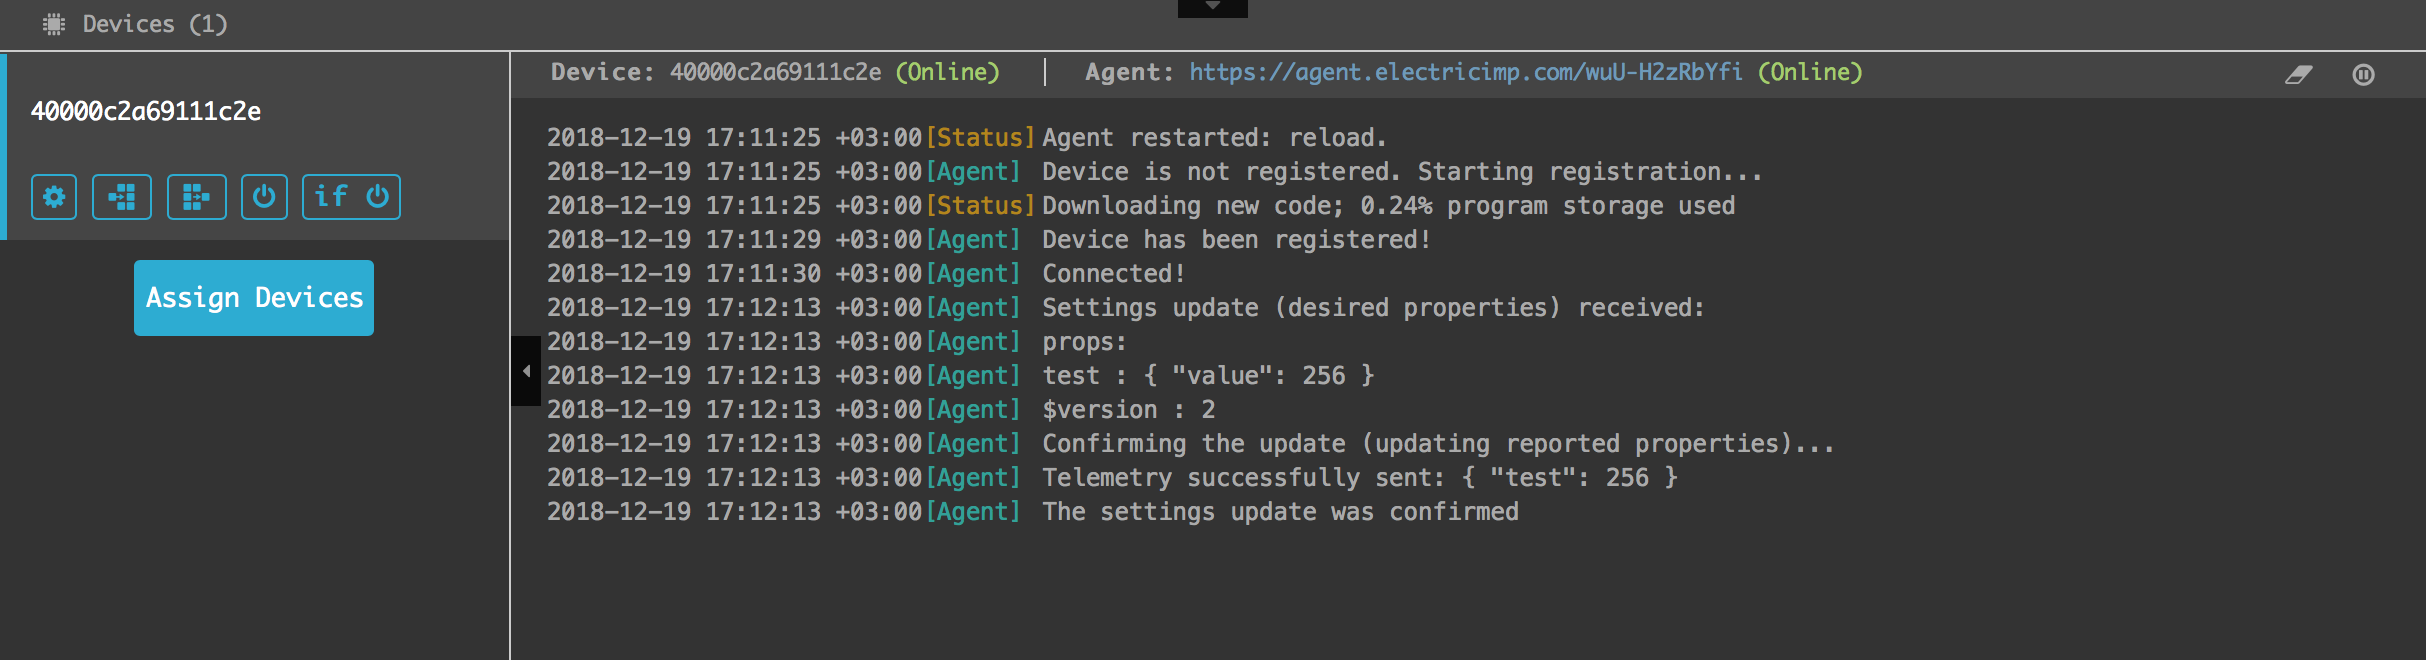 Devices (1)
40000c2a69111c2e
if
Assign Devices
Device: 40000c2a69111c2e (Online) Agent: https://agent.electricimp.com/wuU-H2zRbYfi (Online)
2018-12-19 17:11:25 +03:00[Status] Agent restarted: reload.
2018-12-19 17:11:25 +03:00[Agent] Device is not registered. Starting registration...
2018-12-19 17:11:25 +03:00[Status] Downloading new code; 0.24% program storage used
2018-12-19 17:11:29 +03:00[Agent] Device has been registered!
2018-12-19 17:11:30 +03:00[Agent] Connected!
2018-12-19 17:12:13 +03:00[Agent] Settings update (desired properties) received:
2018-12-19 17:12:13 +03:00[Agent] props:
2018-12-19 17:12:13 +03:00[Agent] test : { "value": 256 }
2018-12-19 17:12:13 +03:00[Agent] $version : 2
2018-12-19 17:12:13 +03:00[Agent] Confirming the update (updating reported properties)...
2018-12-19 17:12:13 +03:00[Agent] Telemetry successfully sent: { "test": 256 }
2018-12-19 17:12:13 +03:00[Agent] The settings update was confirmed